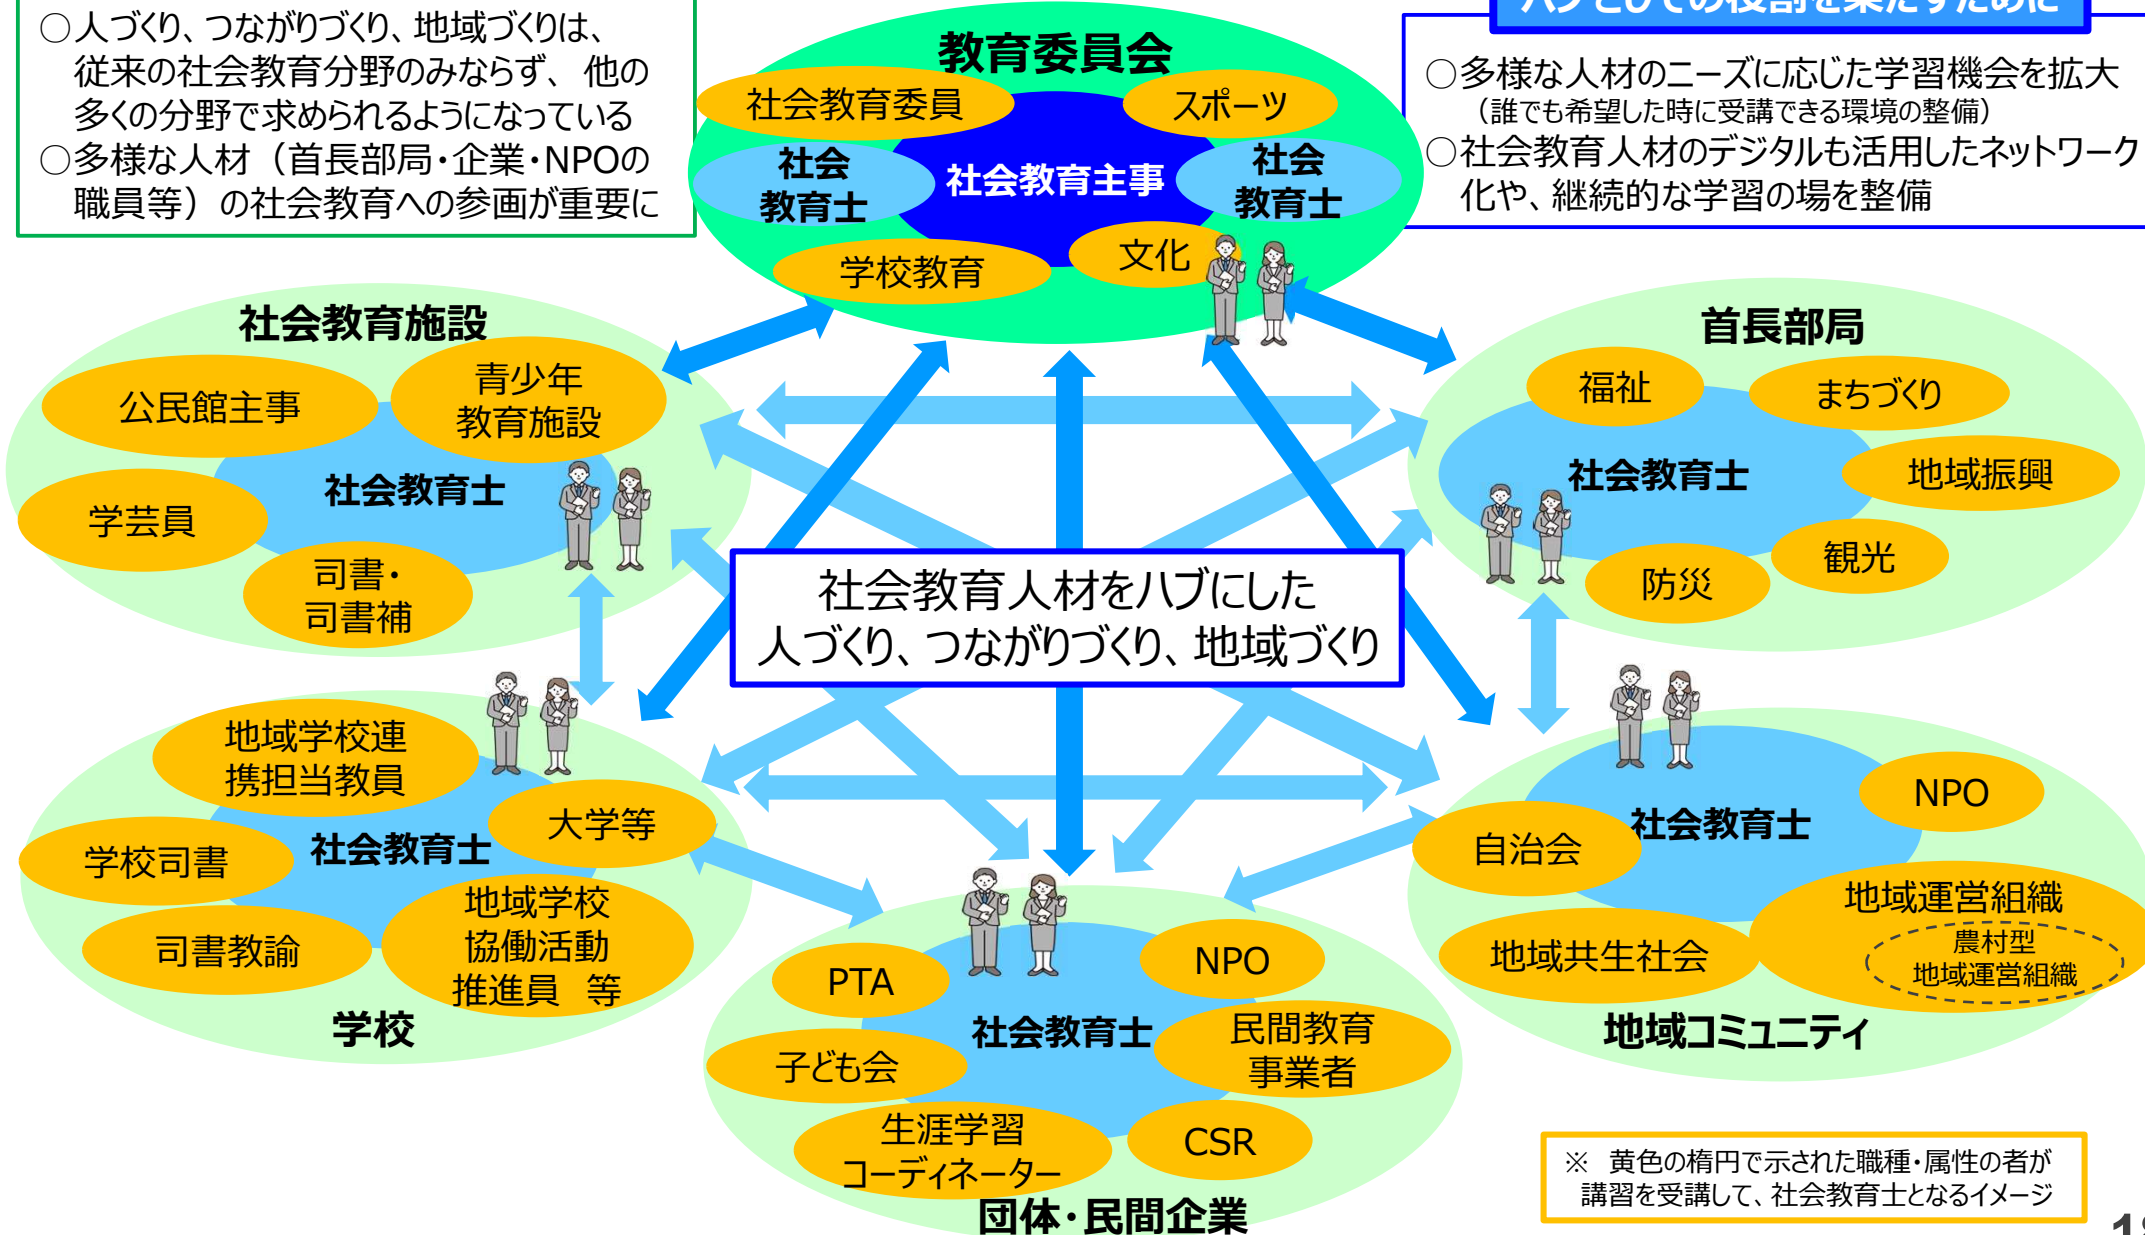 ○人づくり、つながりづくり、地域づくりは、
従来の社会教育分野のみならず、他の
多くの分野で求められるようになっている
○多様な人材（首長部局・企業・NPOの
職員等）の社会教育への参画が重要に
ハブとしての役割を果たすために
○多様な人材のニーズに応じた学習機会を拡大
（誰でも希望した時に受講できる環境の整備）
○社会教育人材のデジタルも活用したネットワーク
化や、継続的な学習の場を整備
教育委員会
社会教育委員
スポーツ
社会
教育士
社会教育主事
社会
教育士
学校教育
文化
社会教育施設
公民館主事
青少年
教育施設
社会教育士
学芸員
司書・
司書補
首長部局
福祉
まちづくり
社会教育士
地域振興
防災
観光
社会教育人材をハブにした
人づくり、つながりづくり、地域づくり
地域学校連
携担当教員
大学等
社会教育士
学校司書
司書教諭
地域学校
協働活動
推進員　等
学校
PTA
NPO
社会教育士
子ども会
民間教育
事業者
生涯学習
コーディネーター
CSR
団体・民間企業
NPO
社会教育士
自治会
地域運営組織
農村型
地域運営組織
地域共生社会
地域コミュニティ
※　黄色の楕円で示された職種・属性の者が
講習を受講して、社会教育士となるイメージ